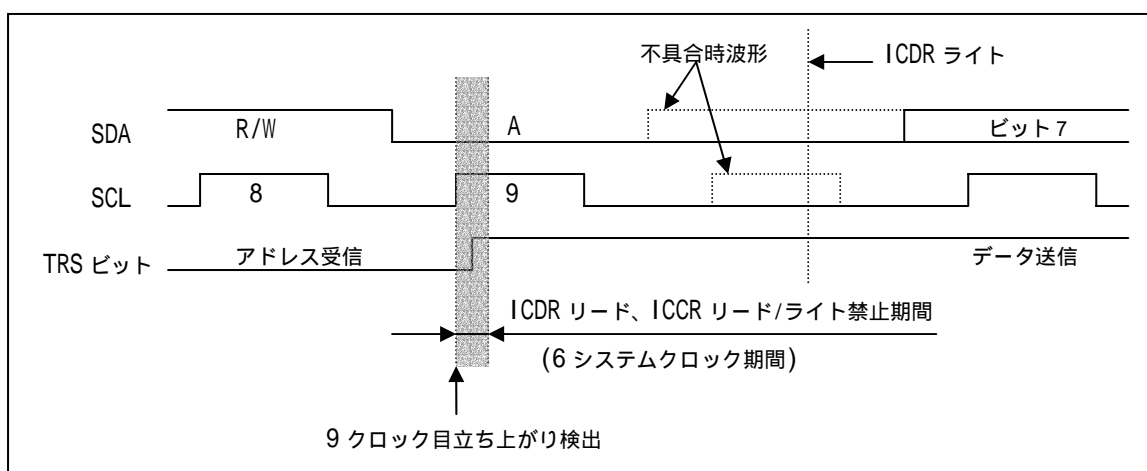 不具合時波形
ICDR ライト
SDA
R/W
A
ビット 7
SCL
8
9
TRS ビット
アドレス受信
データ送信
ICDR リード、ICCR リード/ライト禁止期間
(6 システムクロック期間)
9 クロック目立ち上がり検出